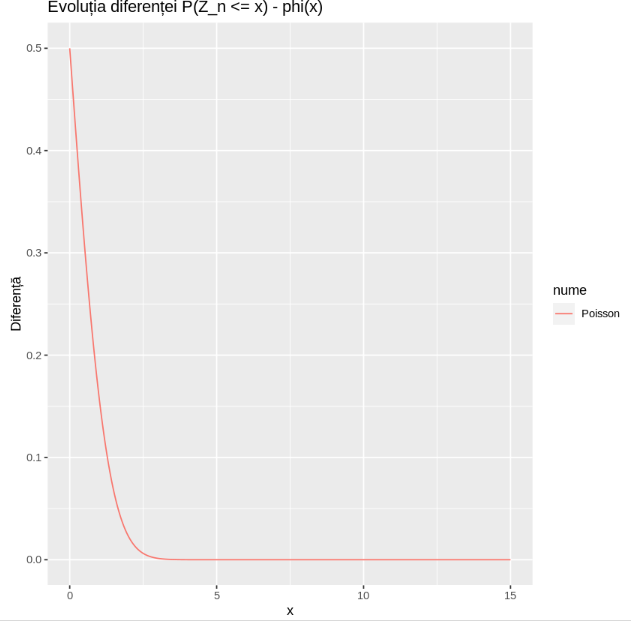 Evoluția diferenței P(Z_n <= x) - phi(x)
0.5
0.4
0.3
0.2
0.1
0.0
Diferență
0
5
10
15
x
nume
Poisson